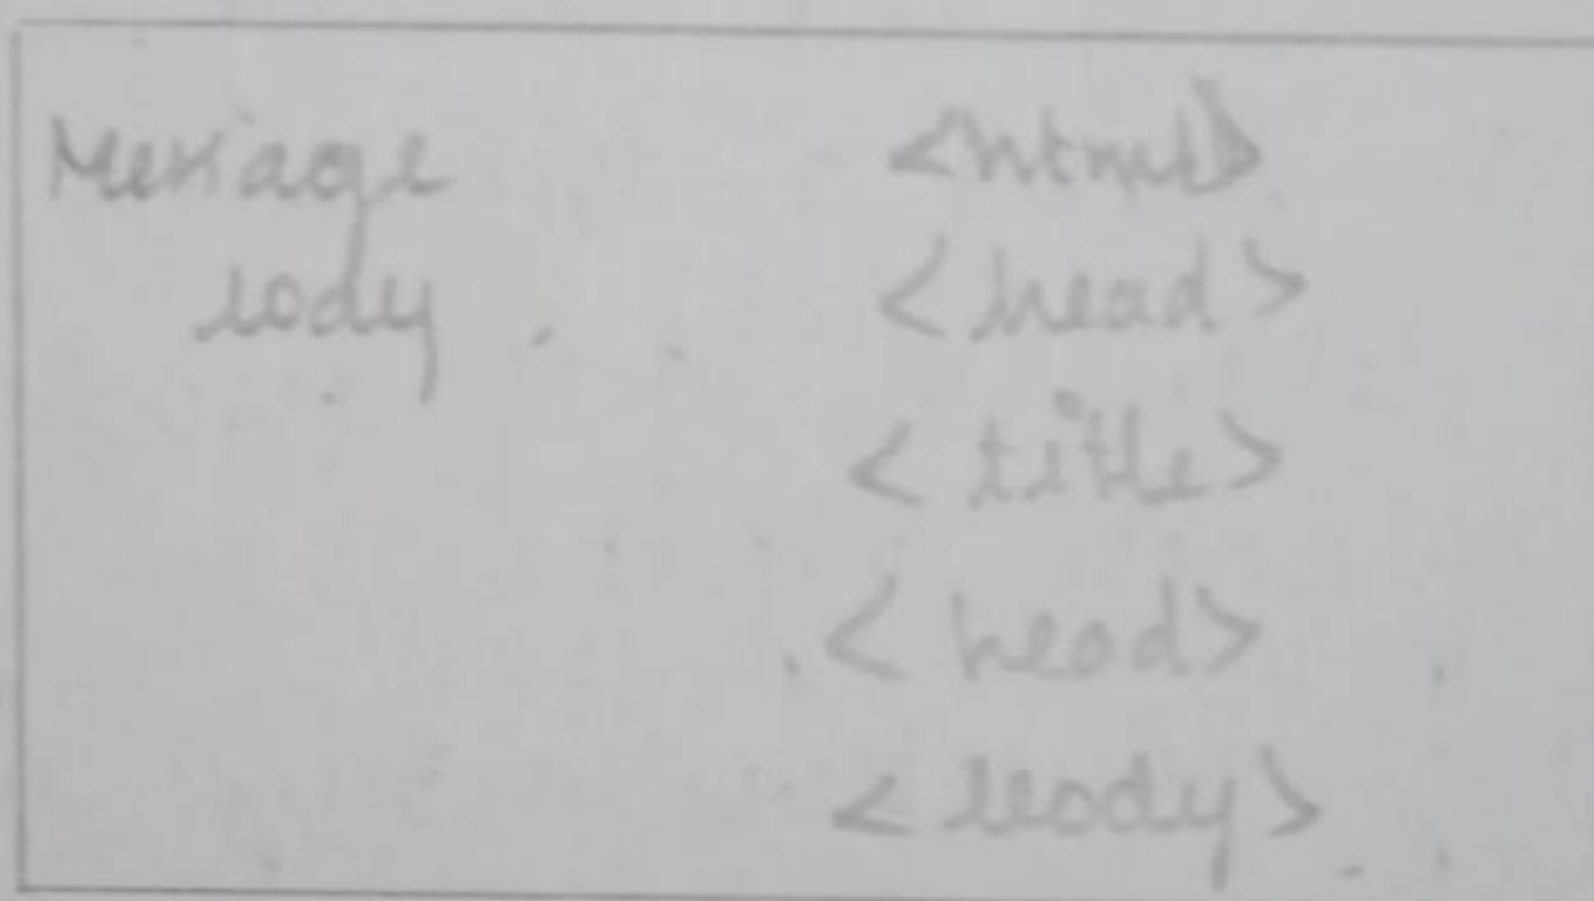 Message <html>
body <head>
<title>
<head>
<body>